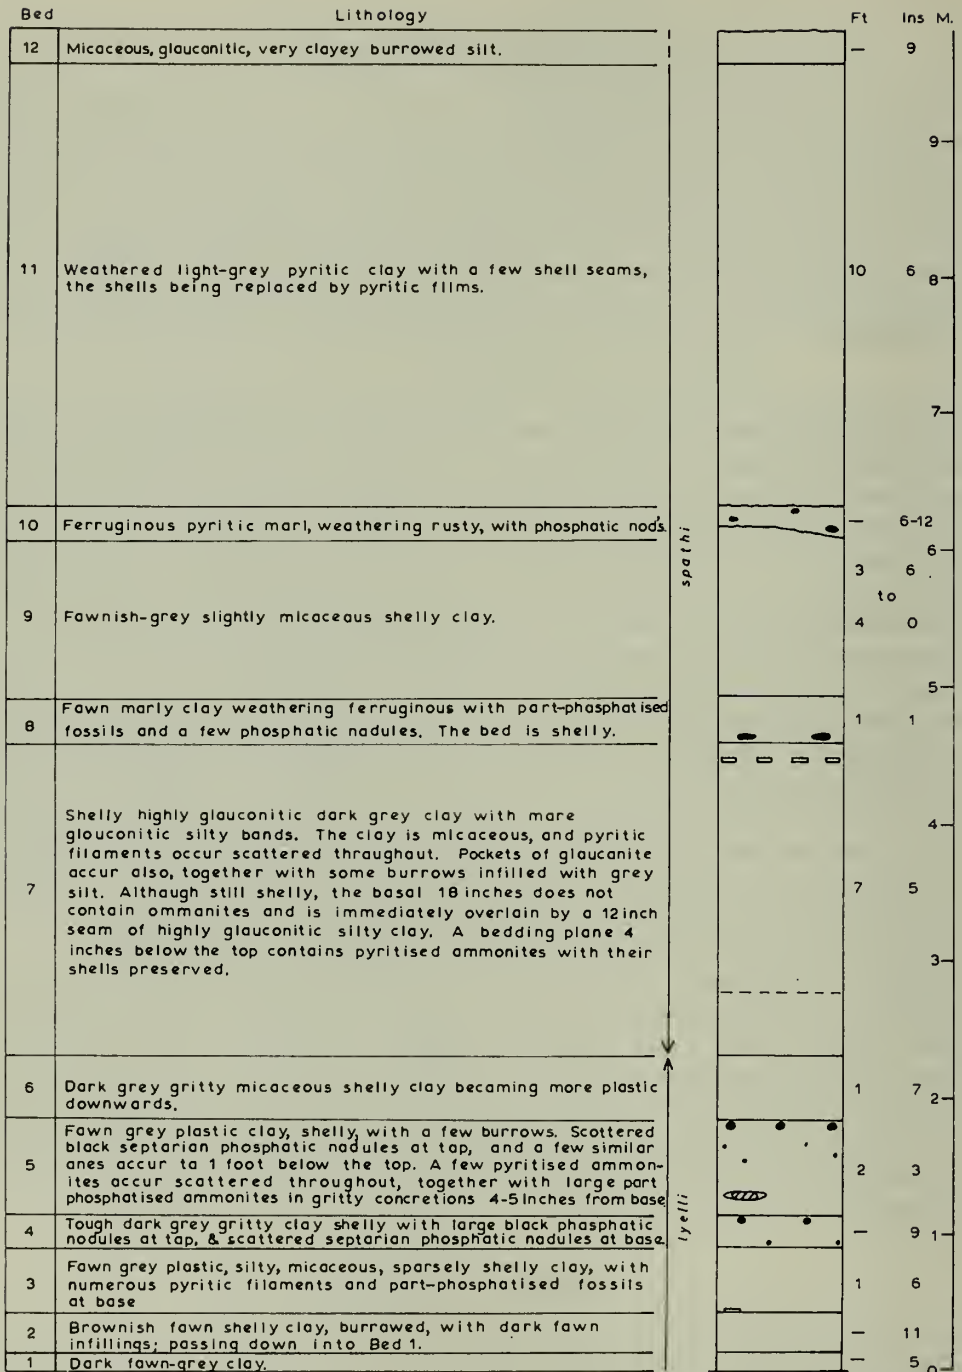 Bed Lithology Ft Ins M.
12 Micaceous, glauconitic, very clayey burrowed silt. — 9
9
11 Weathered light-grey pyritic clay with a few shell seams, 10 6
the shells being replaced by pyritic films.
8
7
10 Ferruginous pyritic marl, weathering rusty, with phosphatic nod's. — 6-12
6
spathi
9 Fawnish-grey slightly micaceous shelly clay. 3 6
to
4 0
5
8 Fawn marly clay weathering ferruginous with part-phosphatised 1 1
fossils and a few phosphatic nodules. The bed is shelly.
4
7 Shelly highly glauconitic dark grey clay with more 7 5
glouconitic silty bands. The clay is micaceous, and pyritic
filaments occur scattered throughout. Pockets of glauconite
occur also, together with some burrows infilled with grey
silt. Although still shelly, the basal 18 inches does not
contain ommanites and is immediately overlain by a 12 inch
seam of highly glauconitic silty clay. A bedding plane 4
inches below the top contains pyritised ammonites with their
shells preserved.
3
6 Dark grey gritty micaceous shelly clay becoming more plastic 1 7
downwards.
2
5 Fawn grey plastic clay, shelly, with a few burrows. Scottered 2 3
black septarian phosphatic nodules at top, and a few similar
ones occur to 1 foot below the top. A few pyritised ammon-
ites occur scattered throughout, together with large part
phosphatised ammonites in gritty concretions 4-5 inches from base
lyelli
4 Tough dark grey gritty clay shelly with large black phosphatic — 9
nodules at top, & scattered septarian phosphatic nodules at base.
1
3 Fawn grey plastic, silty, micaceous, sparsely shelly clay, with 1 6
numerous pyritic filaments and part-phosphatised fossils
at base
2 Brownish fawn shelly clay, burrowed, with dark fawn — 11
infillings; passing down into Bed 1.
1 Dark fawn-grey clay. — 5
0